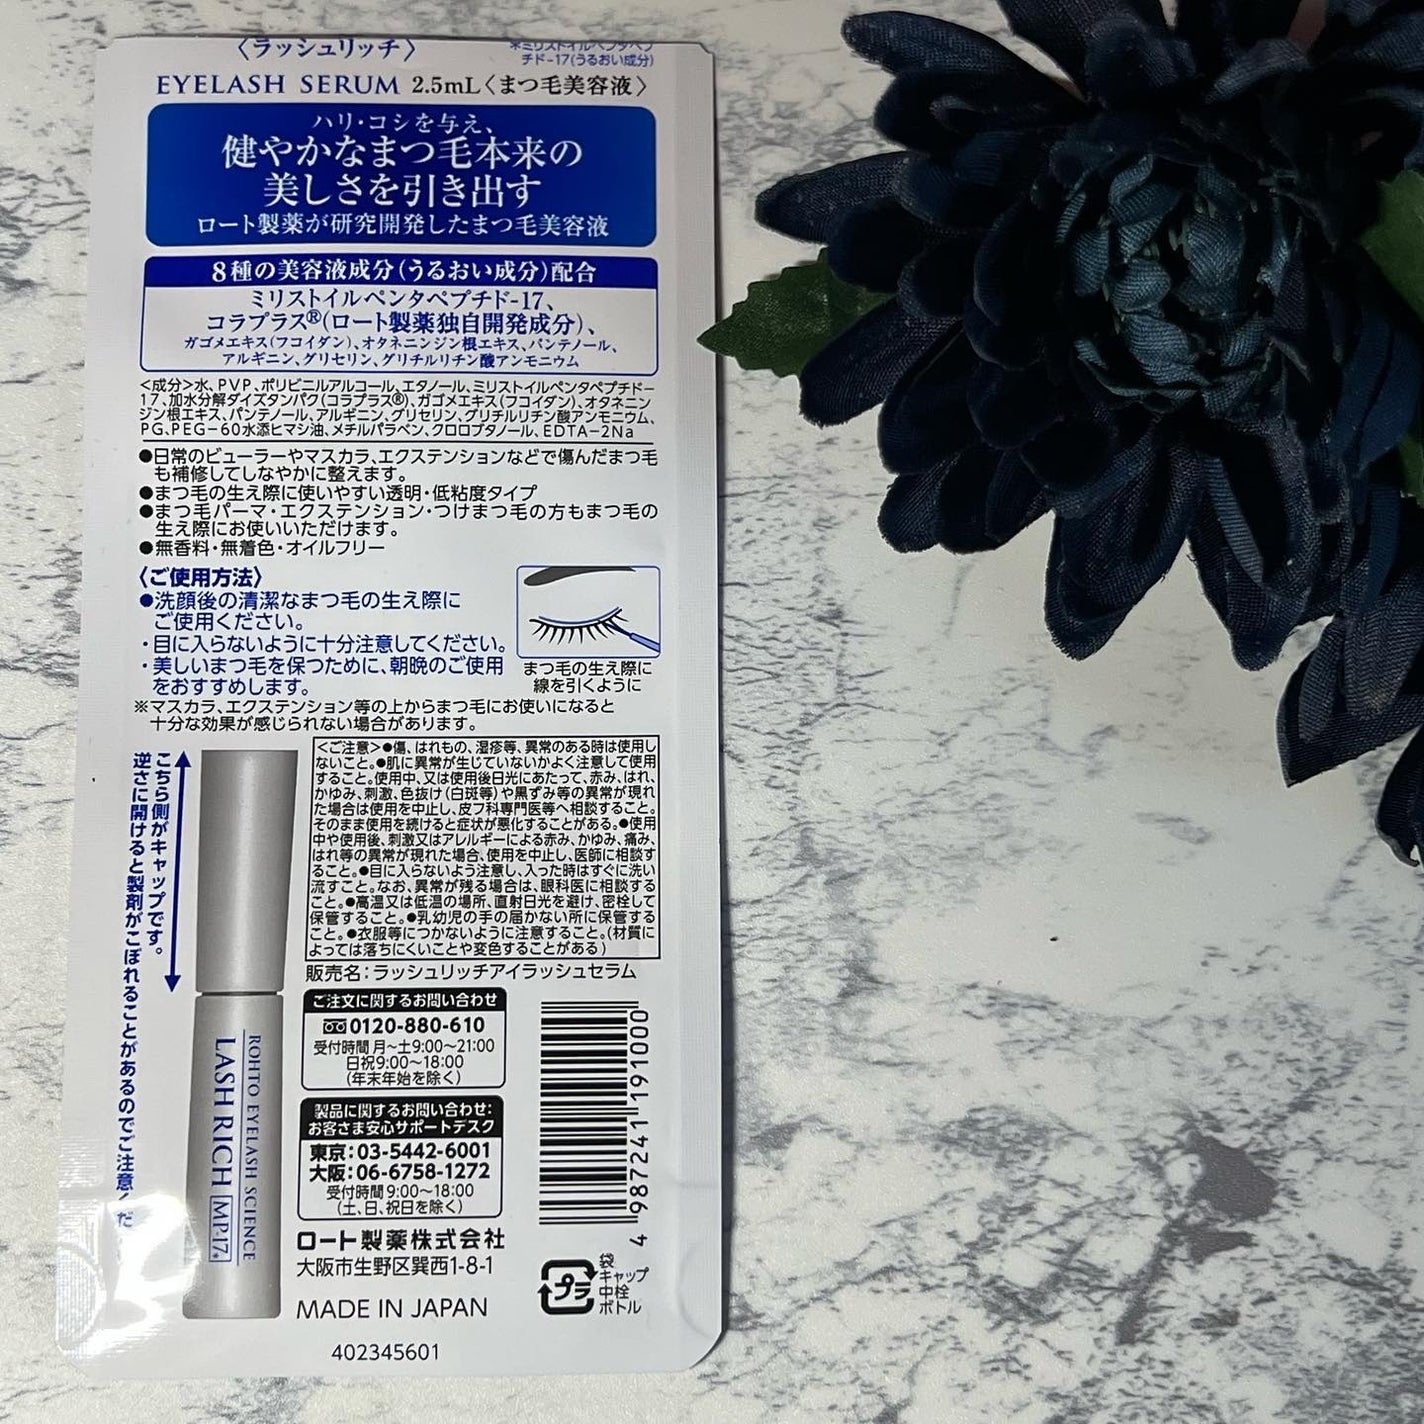 〈ラッシュリッチ〉
*ミリストイルペンタペプ
チド-17(うるおい成分)
EYELASH SERUM 2.5mL〈まつ毛美容液〉
ハリ・コシを与え、
健やかなまつ毛本来の
美しさを引き出す
ロート製薬が研究開発したまつ毛美容液
8種の美容液成分(うるおい成分)配合
ミリストイルペンタペプチド-17、
コラプラス®(ロート製薬独自開発成分)、
ガゴメエキス(フコイダン)、オタネニンジン根エキス、パンテノール、
アルギニン、グリセリン、グリチルリチン酸アンモニウム
<成分>水、PVP、ポリビニルアルコール、エタノール、ミリストイルペンタペプチド-
17、加水分解ダイズタンパク(コラプラス®)、ガゴメエキス(フコイダン)、オタネニン
ジン根エキス、パンテノール、アルギニン、グリセリン、グリチルリチン酸アンモニウム、
PG、PEG-60水添ヒマシ油、メチルパラベン、クロロブタノール、EDTA-2Na
●日常のビューラーやマスカラ、エクステンションなどで傷んだまつ毛
も補修してしなやかに整えます。
●まつ毛の生え際に使いやすい透明・低粘度タイプ
●まつ毛パーマ・エクステンション・つけまつ毛の方もまつ毛の
生え際にお使いいただけます。
●無香料・無着色・オイルフリー
〈ご使用方法〉
●洗顔後の清潔なまつ毛の生え際に
ご使用ください。
・目に入らないように十分注意してください。
・美しいまつ毛を保つために、朝晩のご使用
をおすすめします。
まつ毛の生え際に
線を引くように
※マスカラ、エクステンション等の上からまつ毛にお使いになると
十分な効果が感じられない場合があります。
こちら側がキャップです。
逆さに開けると製剤がこぼれることがあるのでご注意くだ
<ご注意>●傷、はれもの、湿疹等、異常のある時は使用し
ないこと。●肌に異常が生じていないかよく注意して使用
すること。使用中、又は使用後日光にあたって、赤み、はれ、
かゆみ、刺激、色抜け(白斑等)や黒ずみ等の異常が現れ
た場合は使用を中止し、皮フ科専門医等へ相談すること。
そのまま使用を続けると症状が悪化することがある。●使用
中や使用後、刺激又はアレルギーによる赤み、かゆみ、痛み、
はれ等の異常が現れた場合、使用を中止し、医師に相談す
ること。●目に入らないよう注意し、入った時はすぐに洗い
流すこと。なお、異常が残る場合は、眼科医に相談する
こと。●高温又は低温の場所、直射日光を避け、密栓して
保管すること。●乳幼児の手の届かない所に保管する
こと。●衣服等につかないように注意すること。(材質に
よっては落ちにくいことや変色することがある)
販売名:ラッシュリッチアイラッシュセラム
ROHTO EYELASH SCIENCE
LASH RICH MP-17*
ご注文に関するお問い合わせ
0120-880-610
受付時間 月～土9:00～21:00
日祝9:00～18:00
(年末年始を除く)
製品に関するお問い合わせ:
お客さま安心サポートデスク
東京:03-5442-6001
大阪:06-6758-1272
受付時間 9:00～18:00
(土、日、祝日を除く)
ロート製薬株式会社
大阪市生野区巽西1-8-1
MADE IN JAPAN
402345601
4 987241 191000
プラ
袋
キャップ
中栓
ボトル